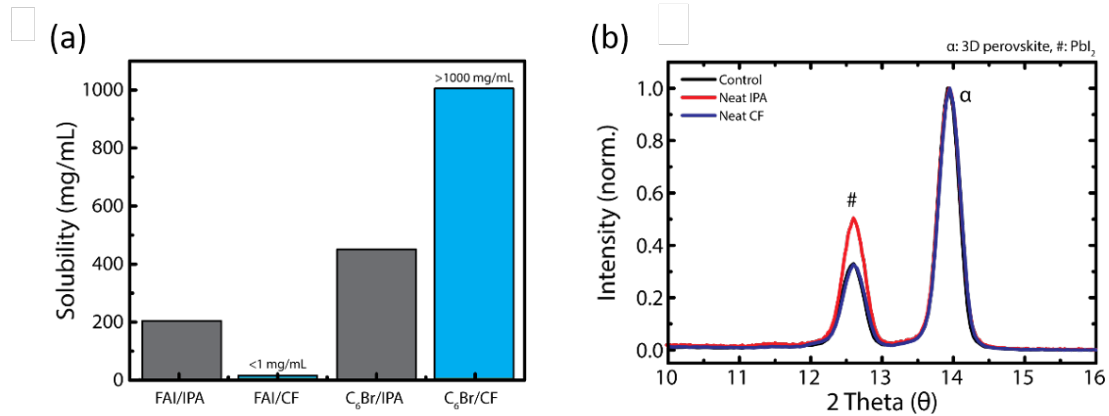 (a)
Solubility (mg/mL)
1000
800
600
400
200
0
<1 mg/mL
>1000 mg/mL
FAI/IPA
FAI/CF
C₆Br/IPA
C₆Br/CF
(b)
α: 3D perovskite, #: PbI₂
Control
Neat IPA
Neat CF
α
#
Intensity (norm.)
1.0
0.8
0.6
0.4
0.2
0.0
10 11 12 13 14 15 16
2 Theta (θ)